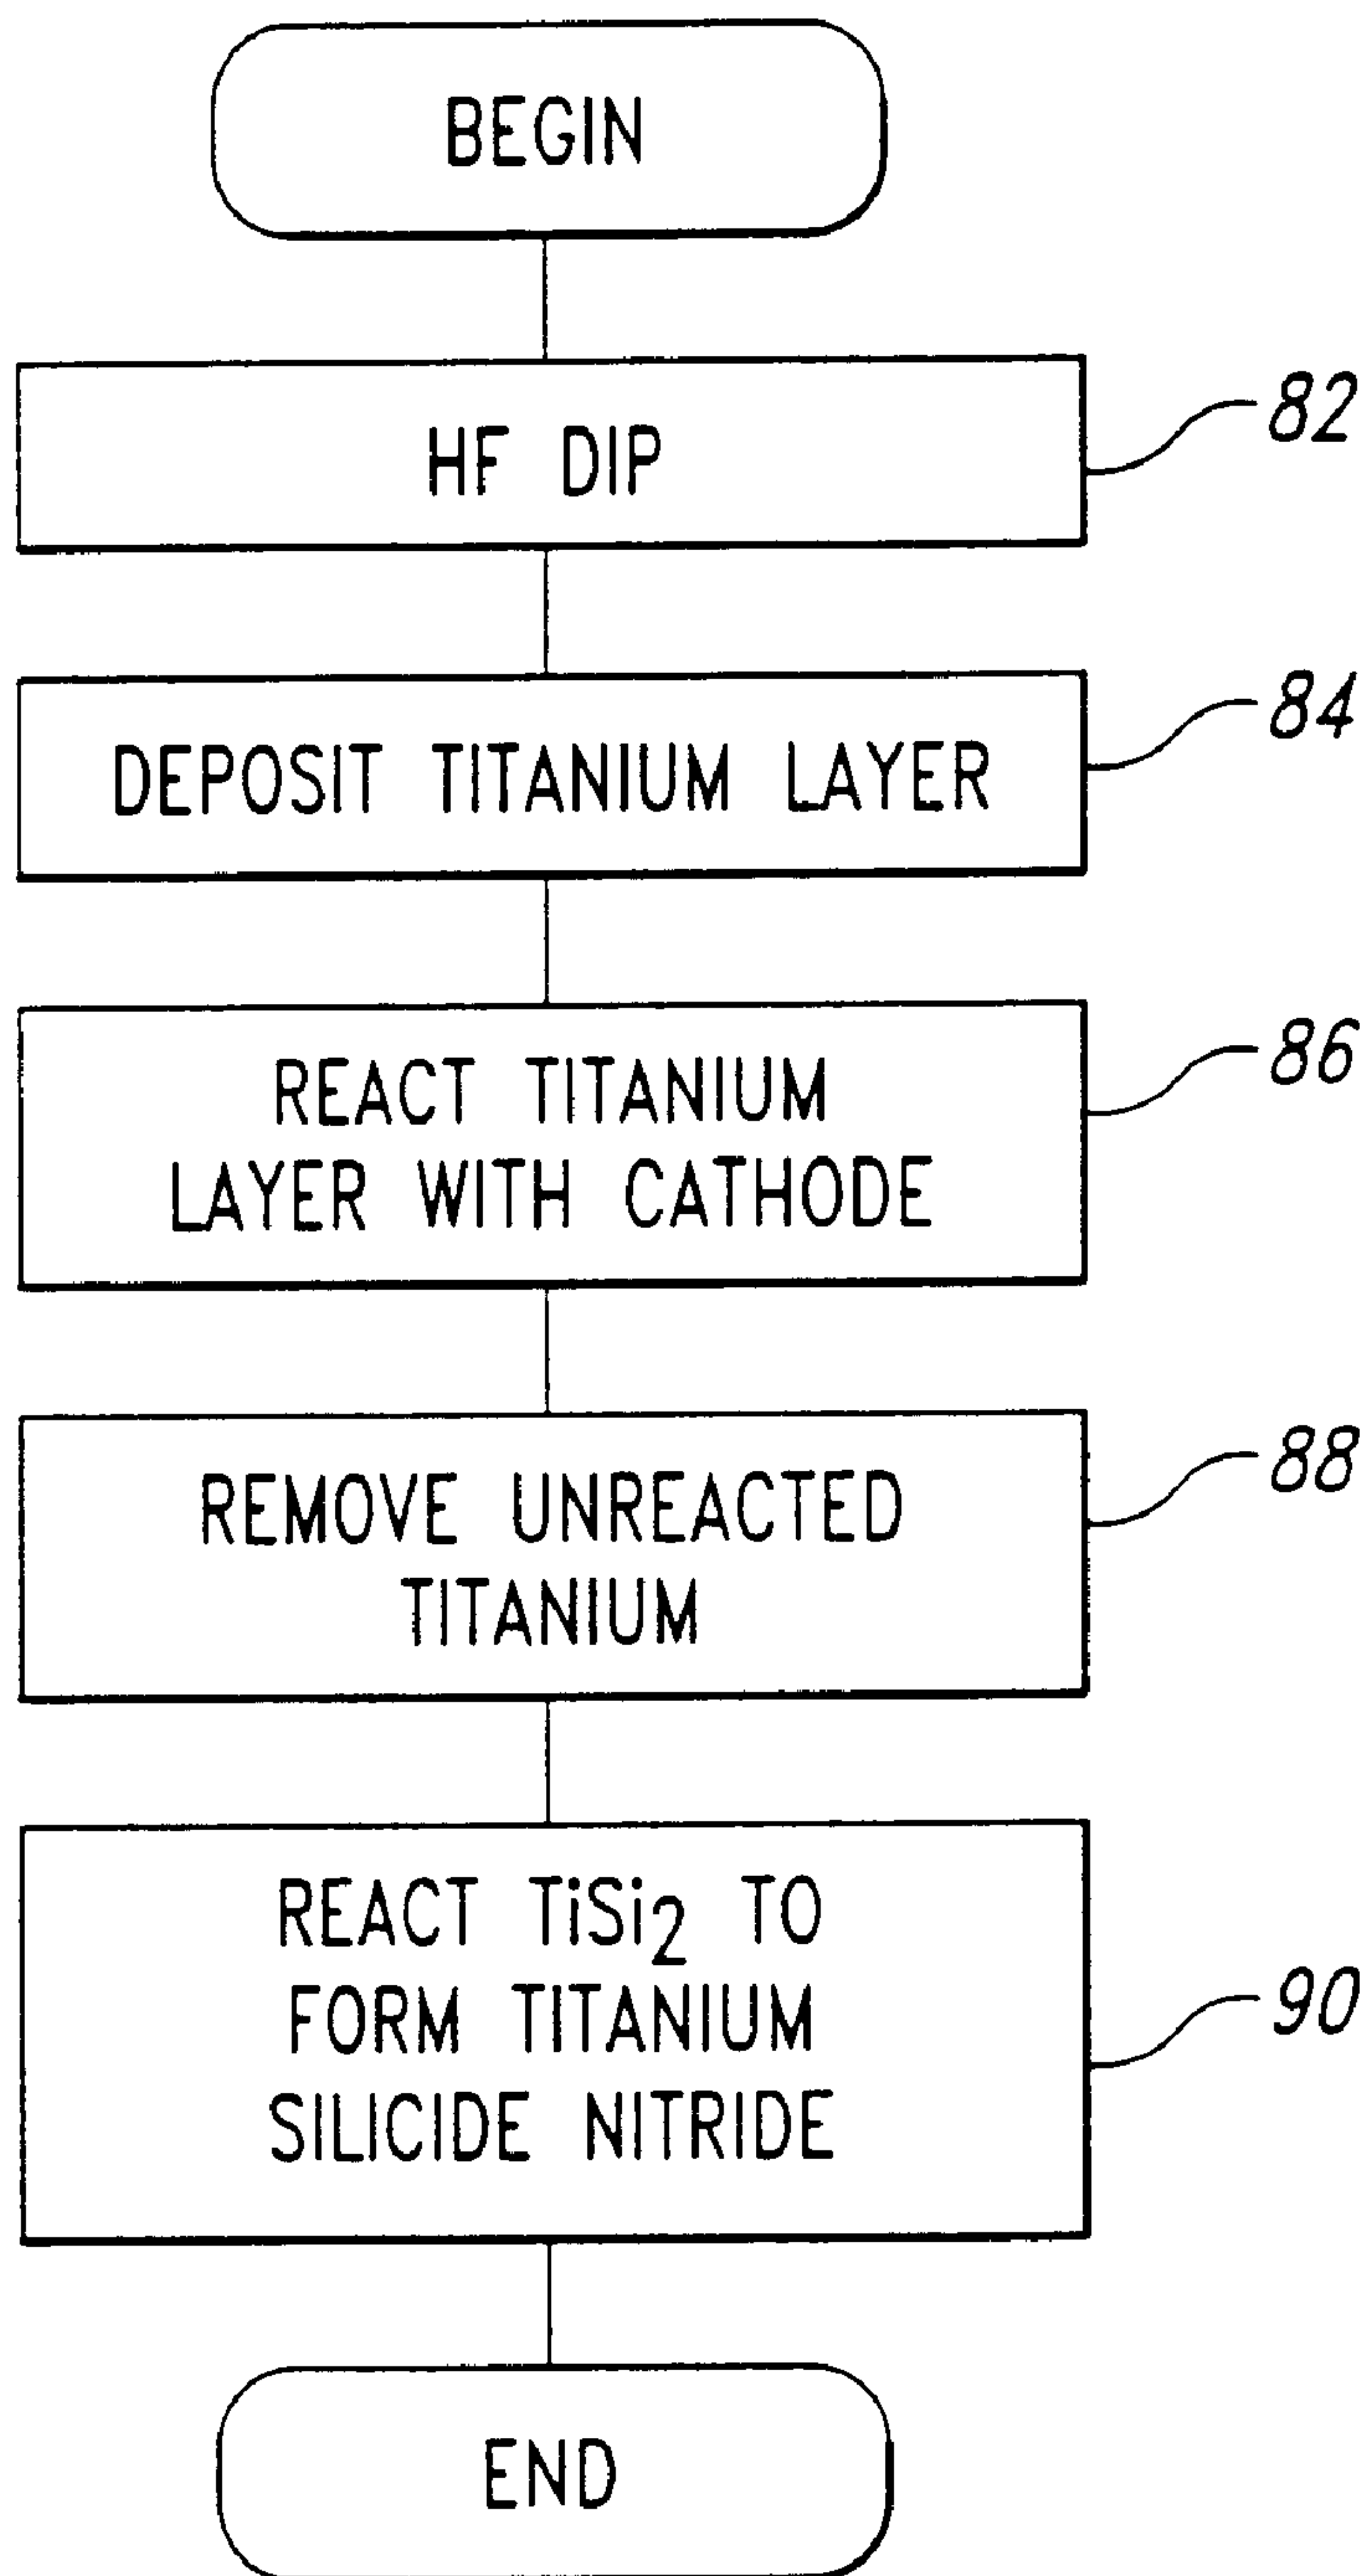 BEGIN
HF DIP
82
DEPOSIT TITANIUM LAYER
84
REACT TITANIUM
LAYER WITH CATHODE
86
REMOVE UNREACTED
TITANIUM
88
REACT TiSi₂ TO
FORM TITANIUM
SILICIDE NITRIDE
90
END